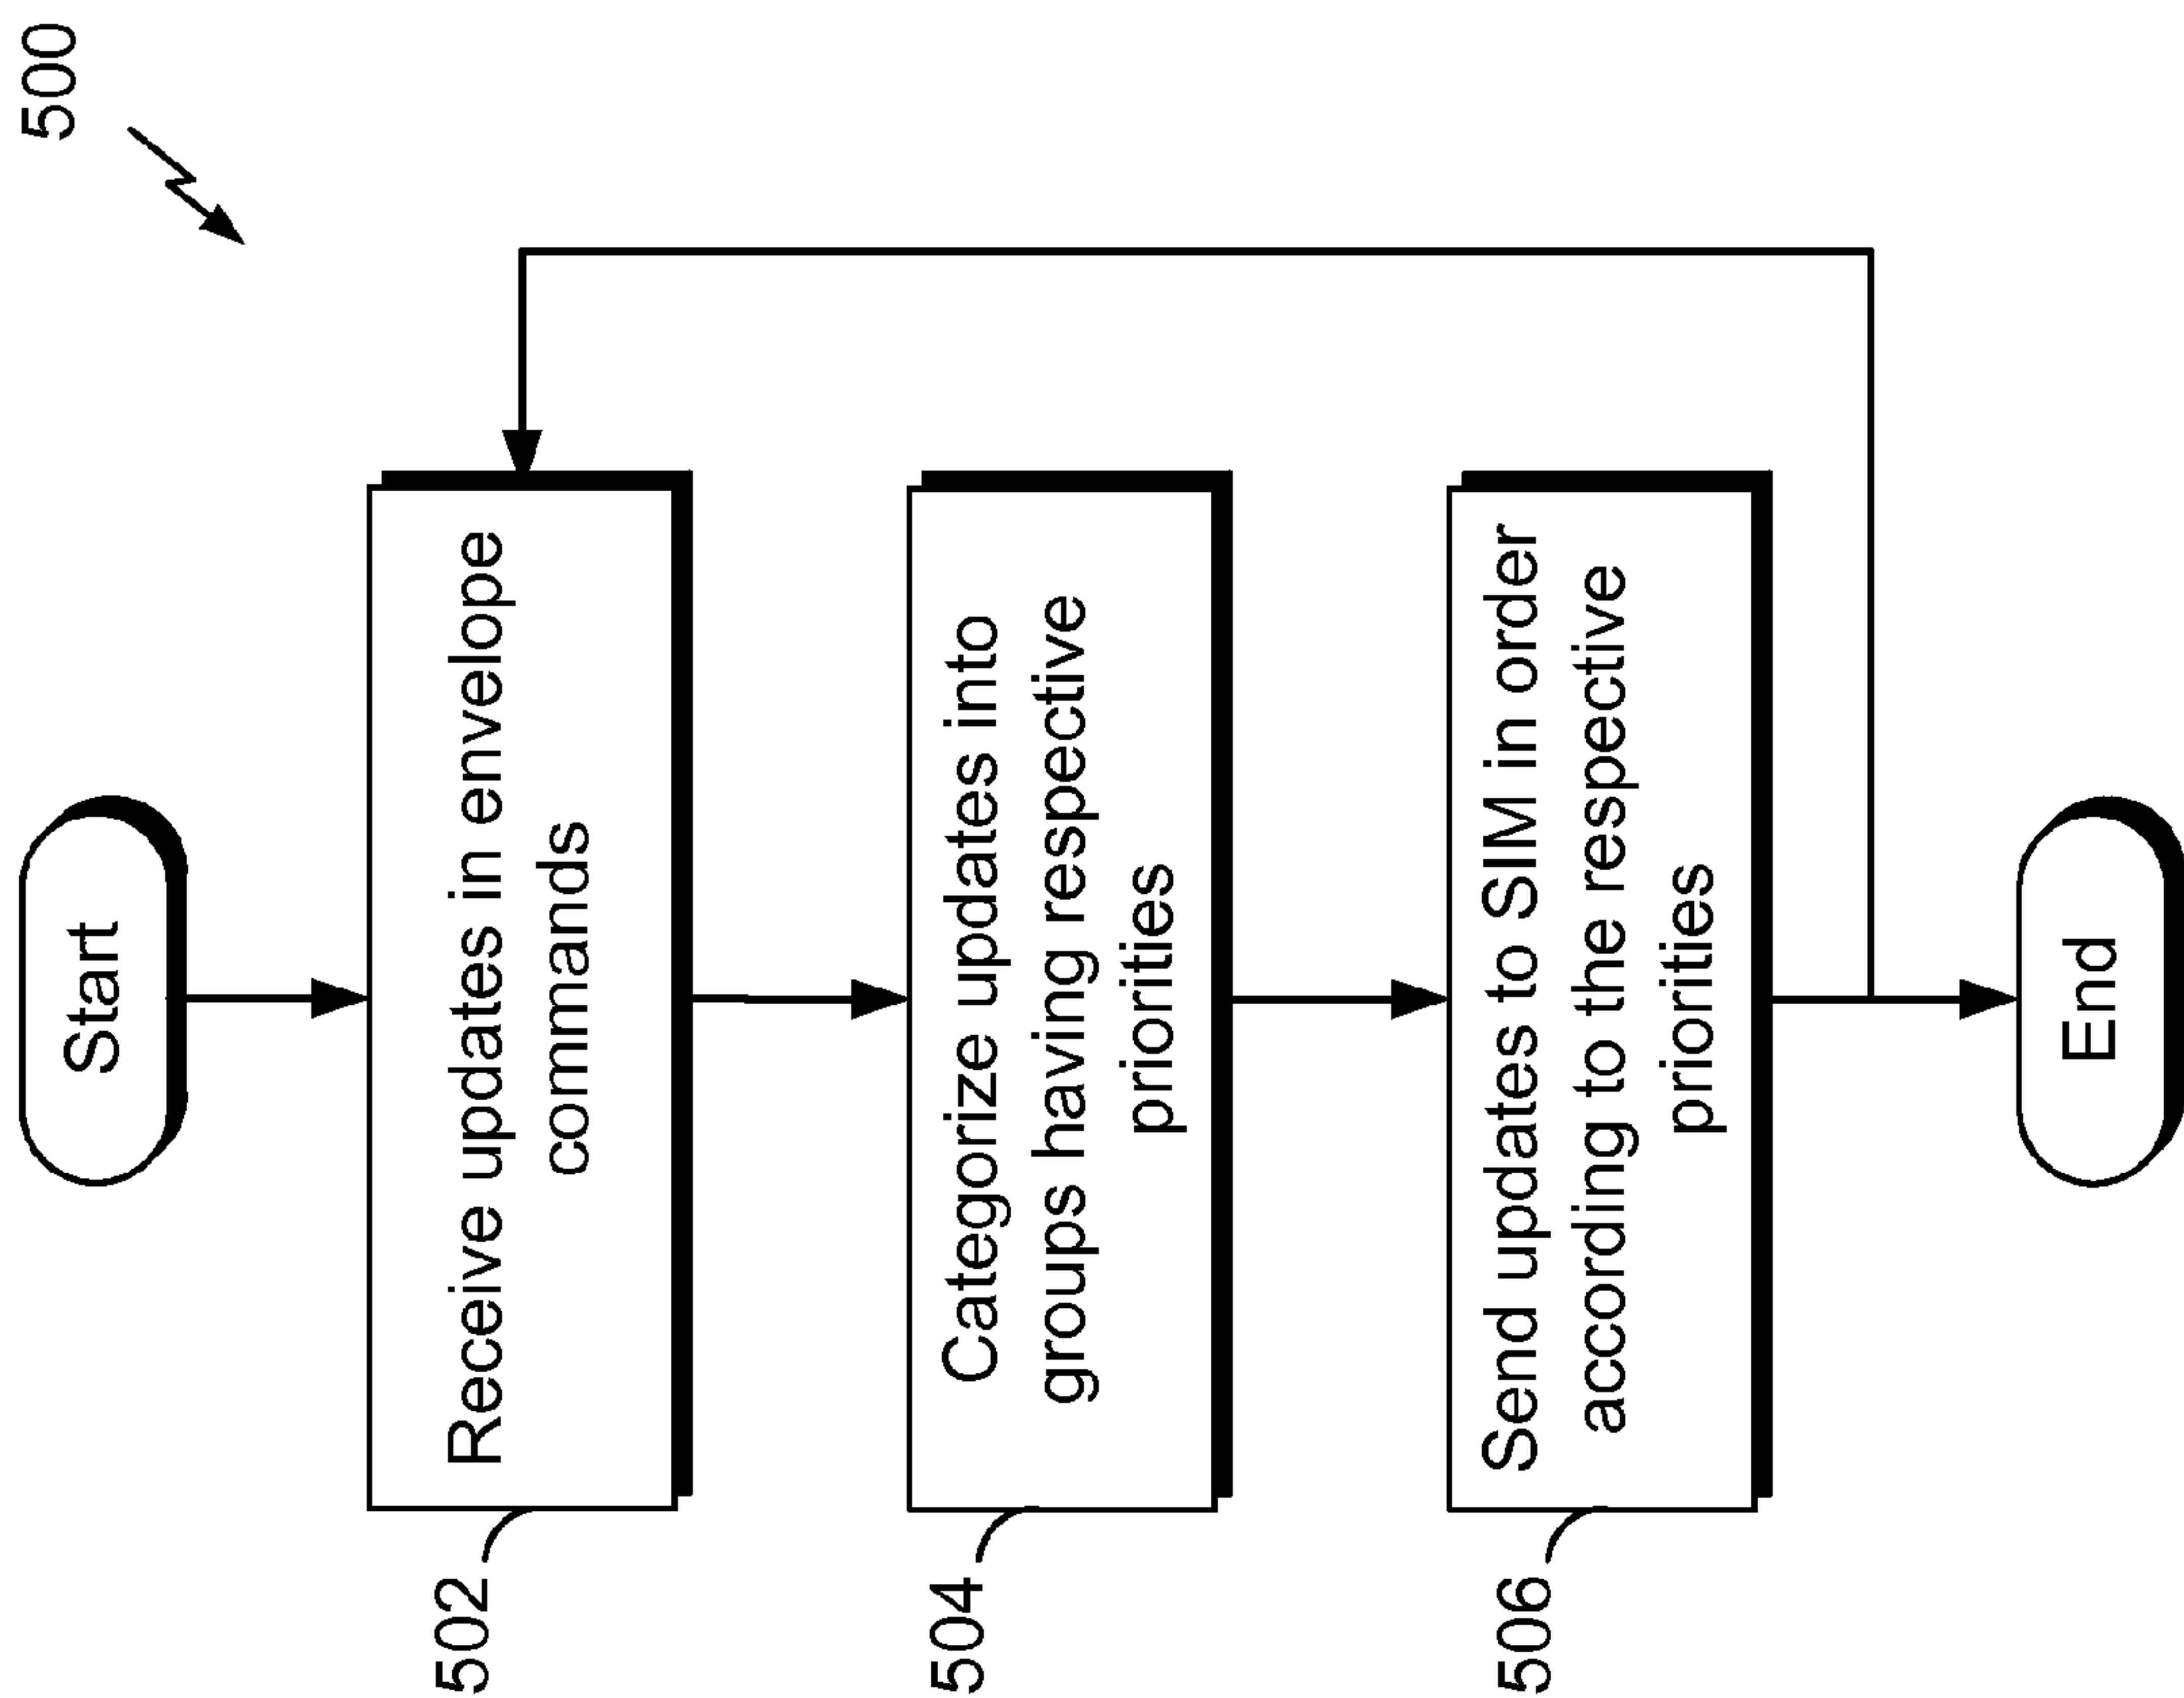 500
Start
502
Receive updates in envelope
commands
504
Categorize updates into
groups having respective
priorities
506
Send updates to SIM in order
according to the respective
priorities
End